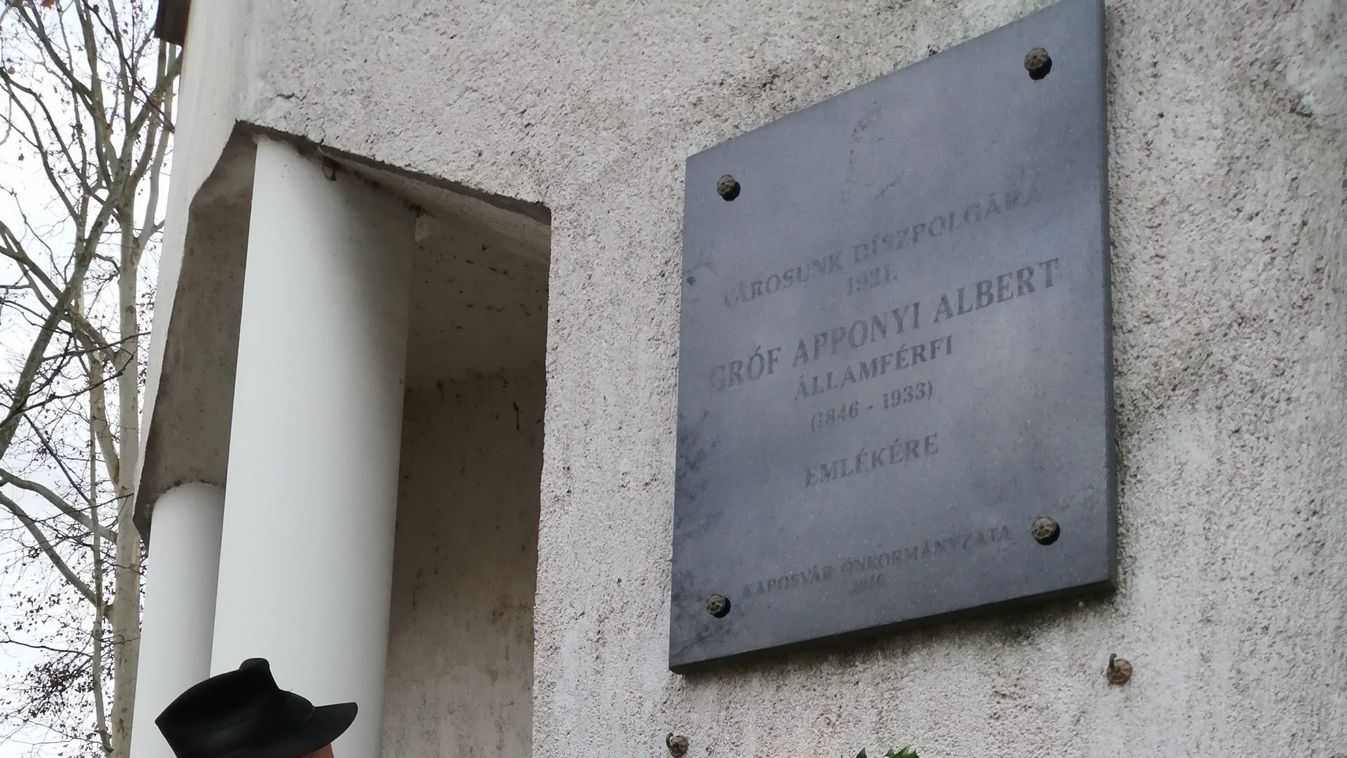 VÁROSUNK DÍSZPOLGÁRA
1921.
GRÓF APPONYI ALBERT
ÁLLAMFÉRFI
(1846 - 1933)
EMLÉKÉRE
KAPOSVÁR ÖNKORMÁNYZATA